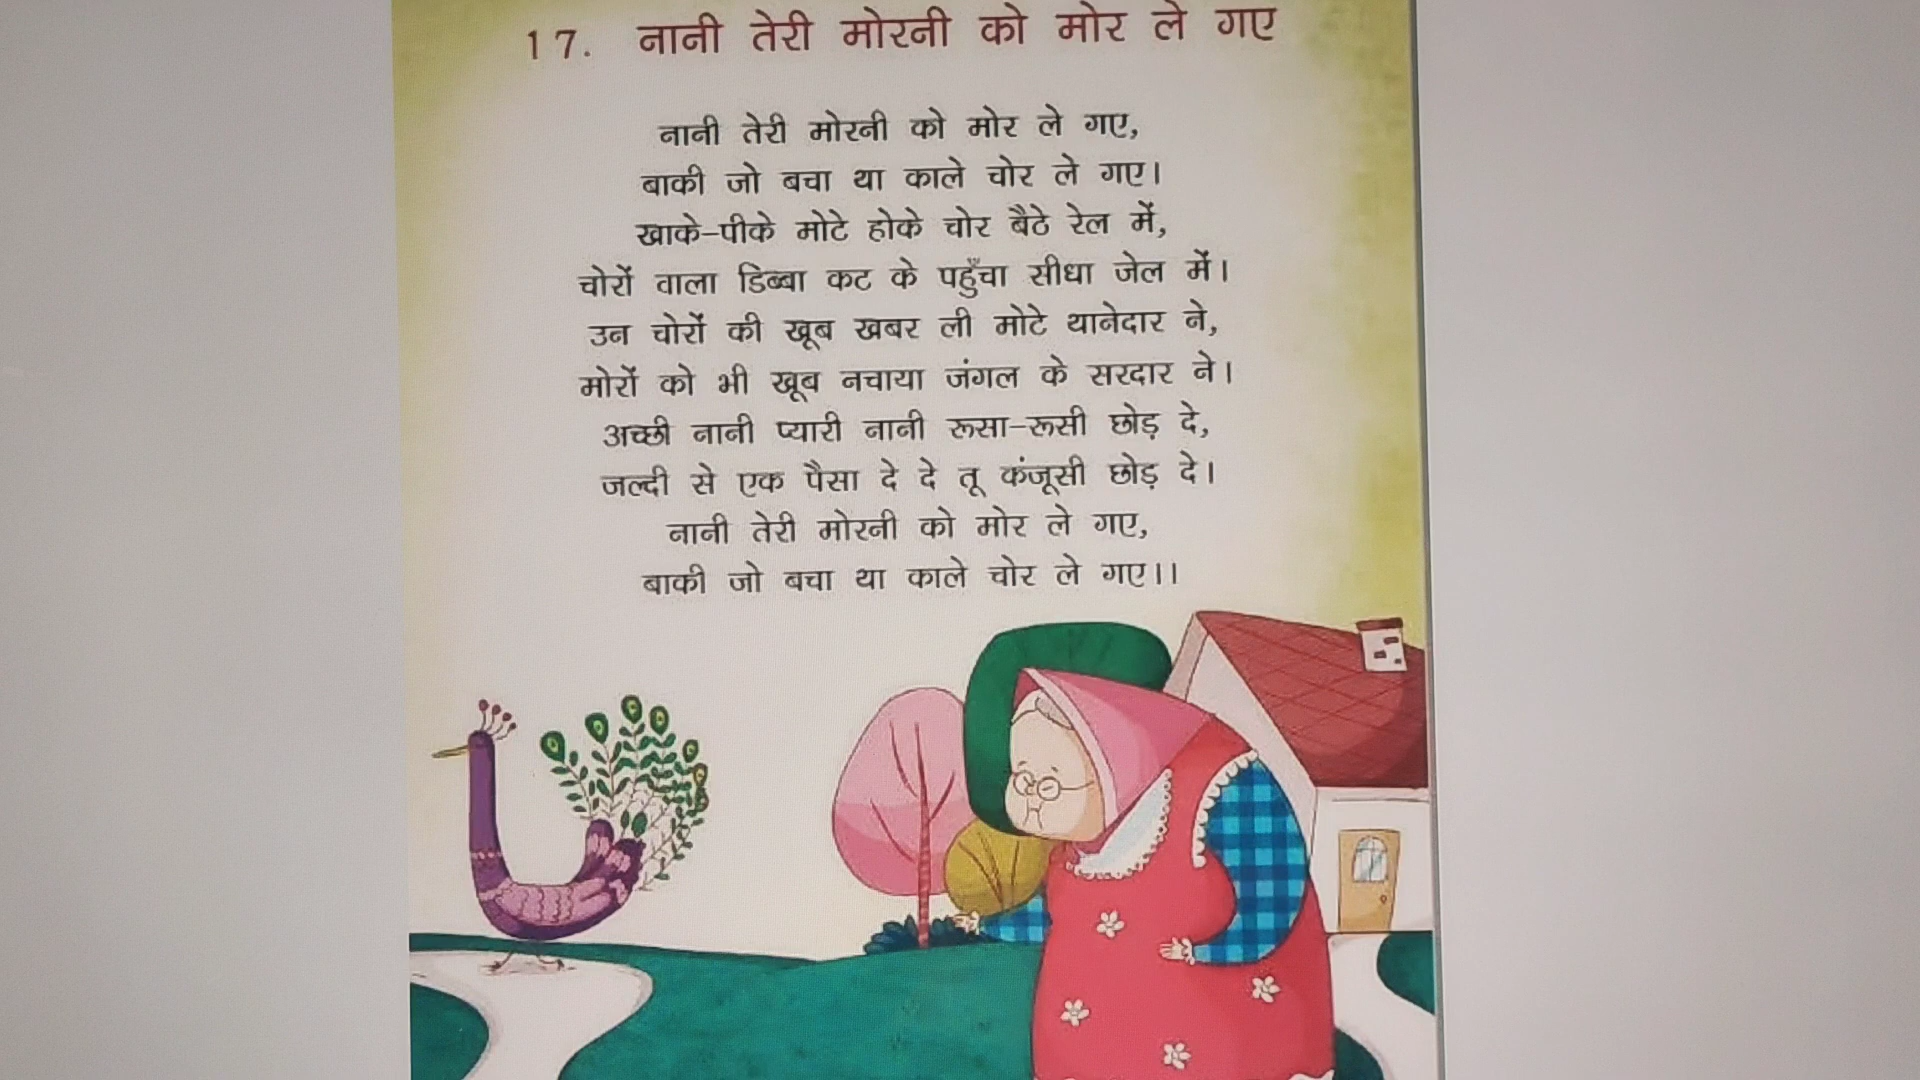 17. नानी तेरी मोरनी को मोर ले गए
नानी तेरी मोरनी को मोर ले गए,
बाकी जो बचा था काले चोर ले गए।
खाके-पीके मोटे होके चोर बैठे रेल में,
चोरों वाला डिब्बा कट के पहुँचा सीधा जेल में।
उन चोरों की खूब खबर ली मोटे थानेदार ने,
मोरों को भी खूब नचाया जंगल के सरदार ने।
अच्छी नानी प्यारी नानी रूसा-रूसी छोड़ दे,
जल्दी से एक पैसा दे दे तू कंजूसी छोड़ दे।
नानी तेरी मोरनी को मोर ले गए,
बाकी जो बचा था काले चोर ले गए।।